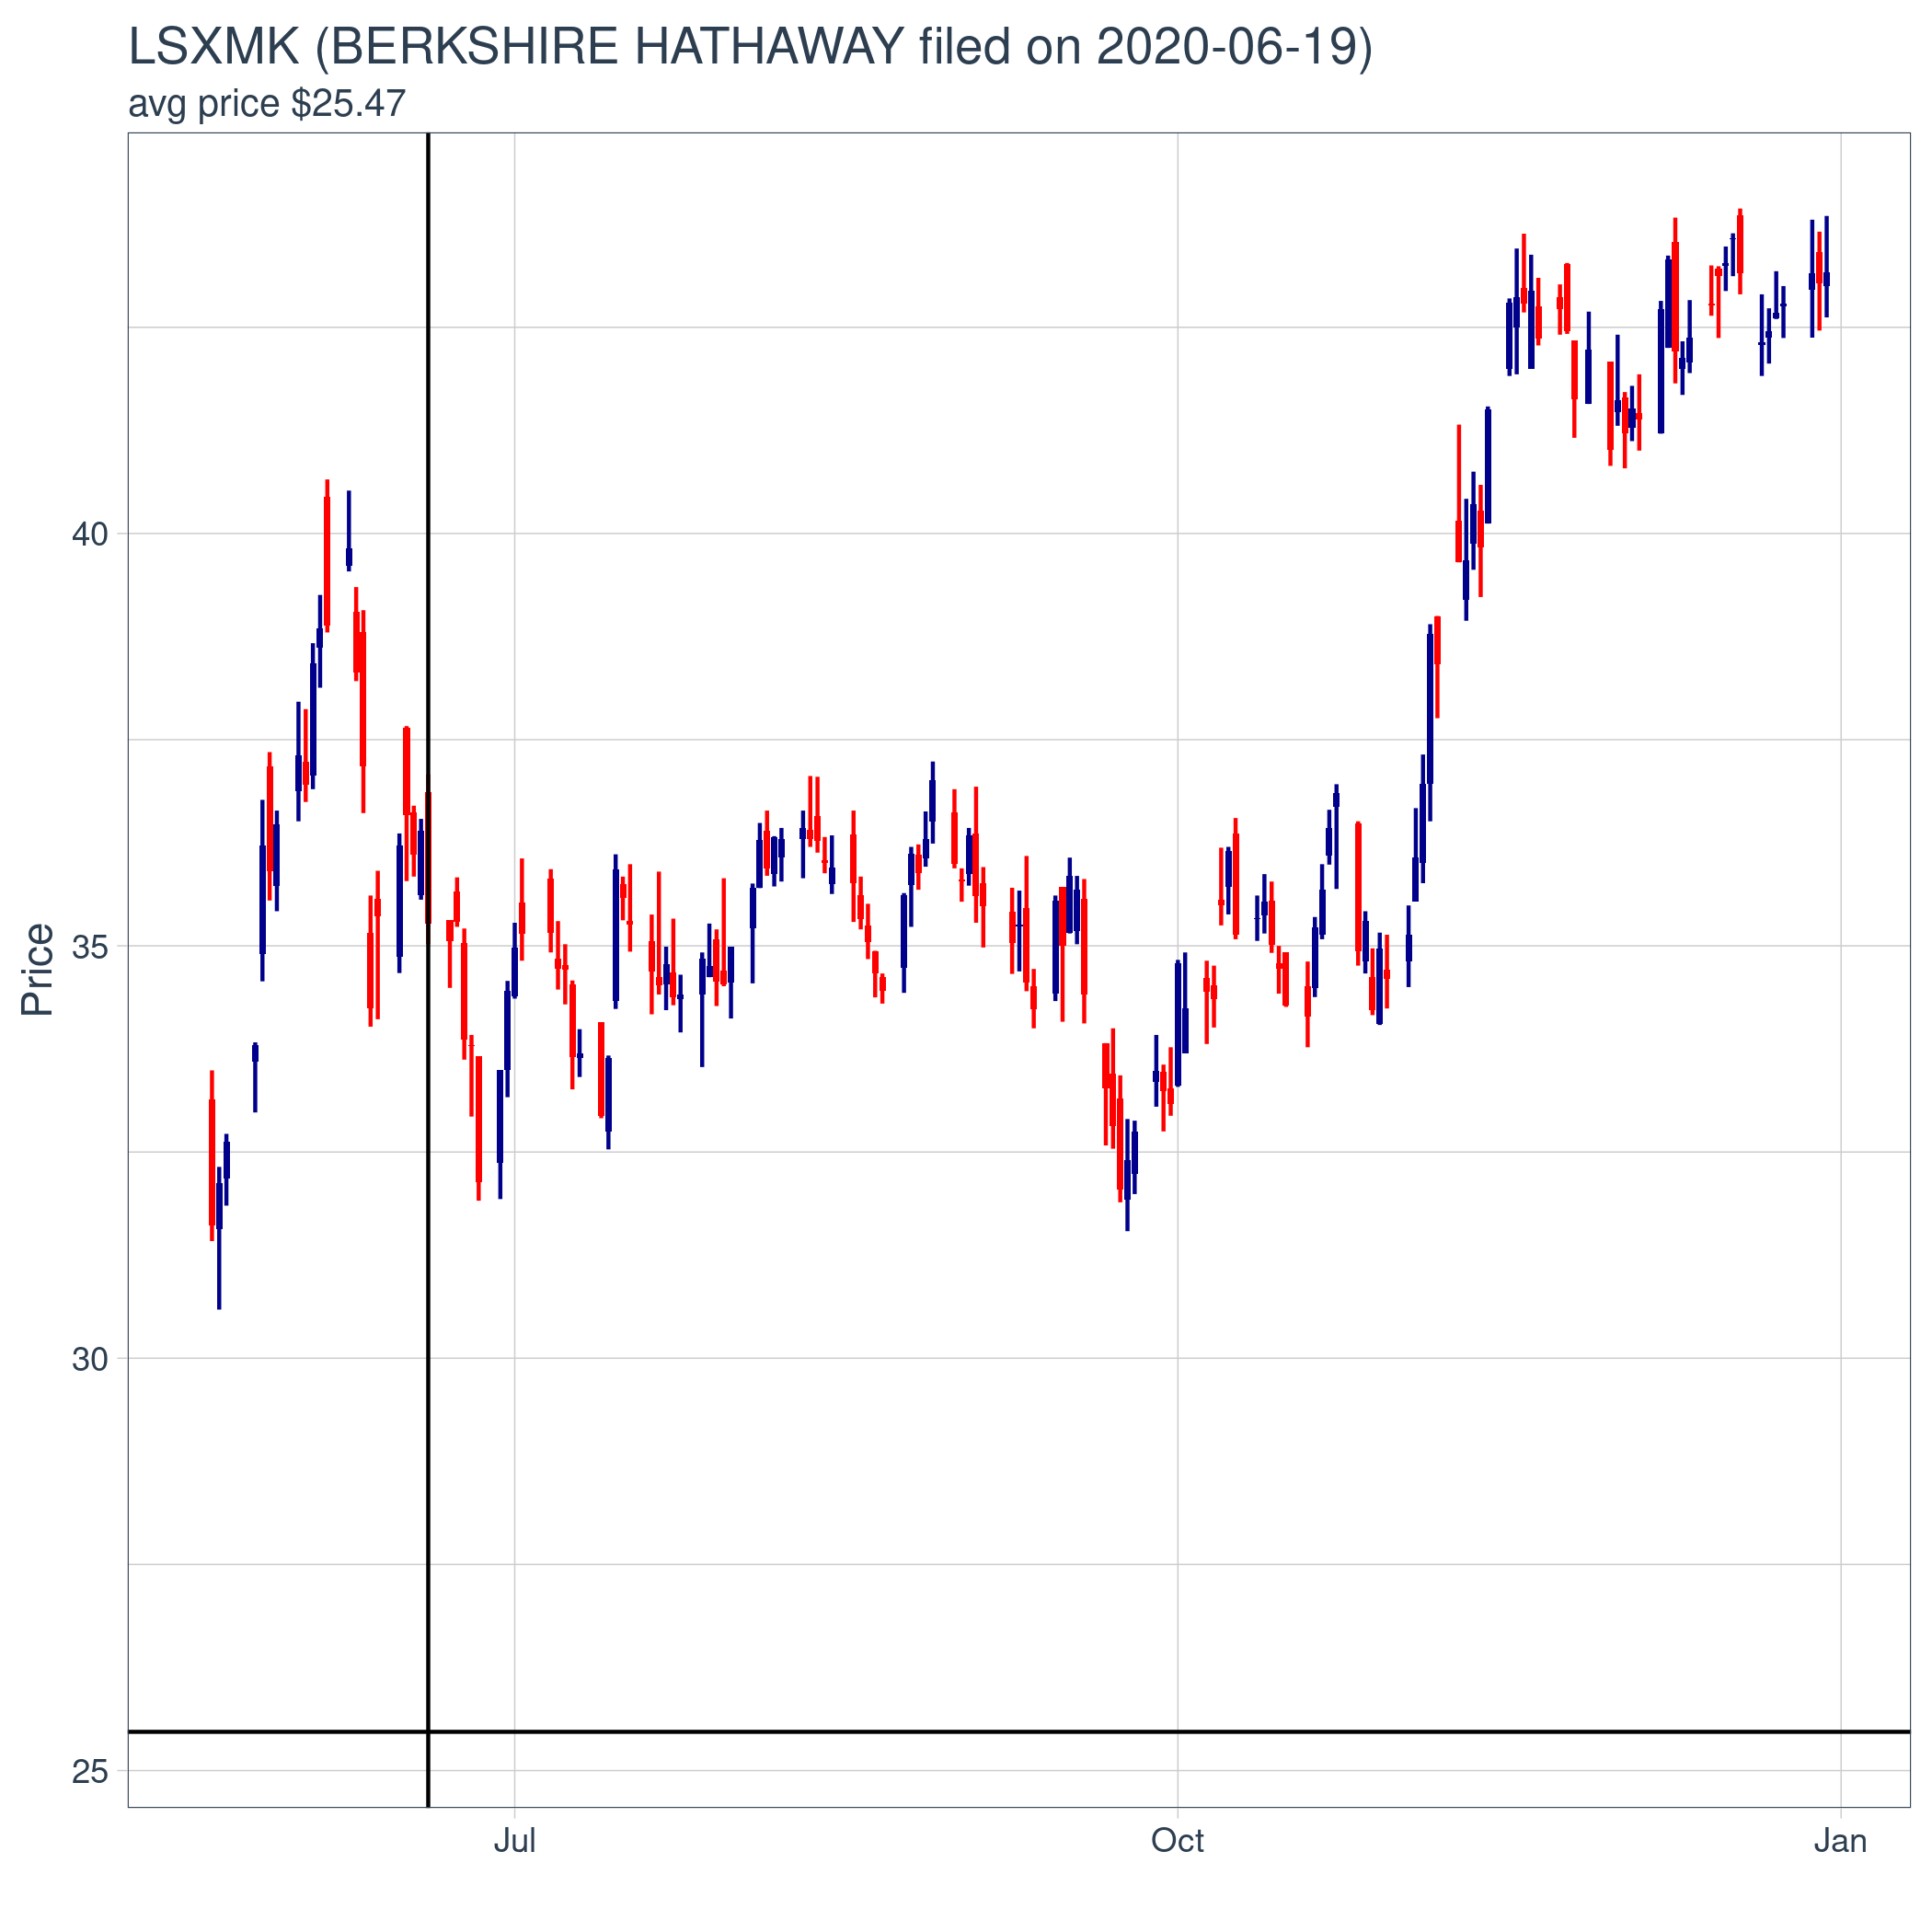 LSXMK (BERKSHIRE HATHAWAY filed on 2020-06-19)
avg price $25.47
40
35
30
25
Price
Jul
Oct
Jan